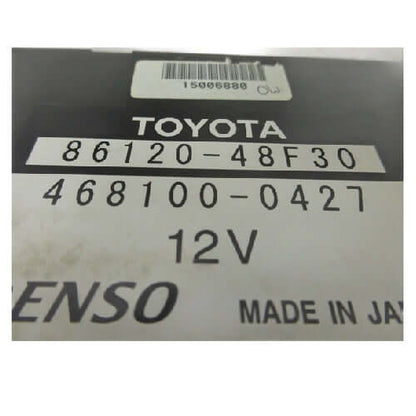 15006880
TOYOTA
86120-48F30
468100-0427
12V
ENSO MADE IN JA